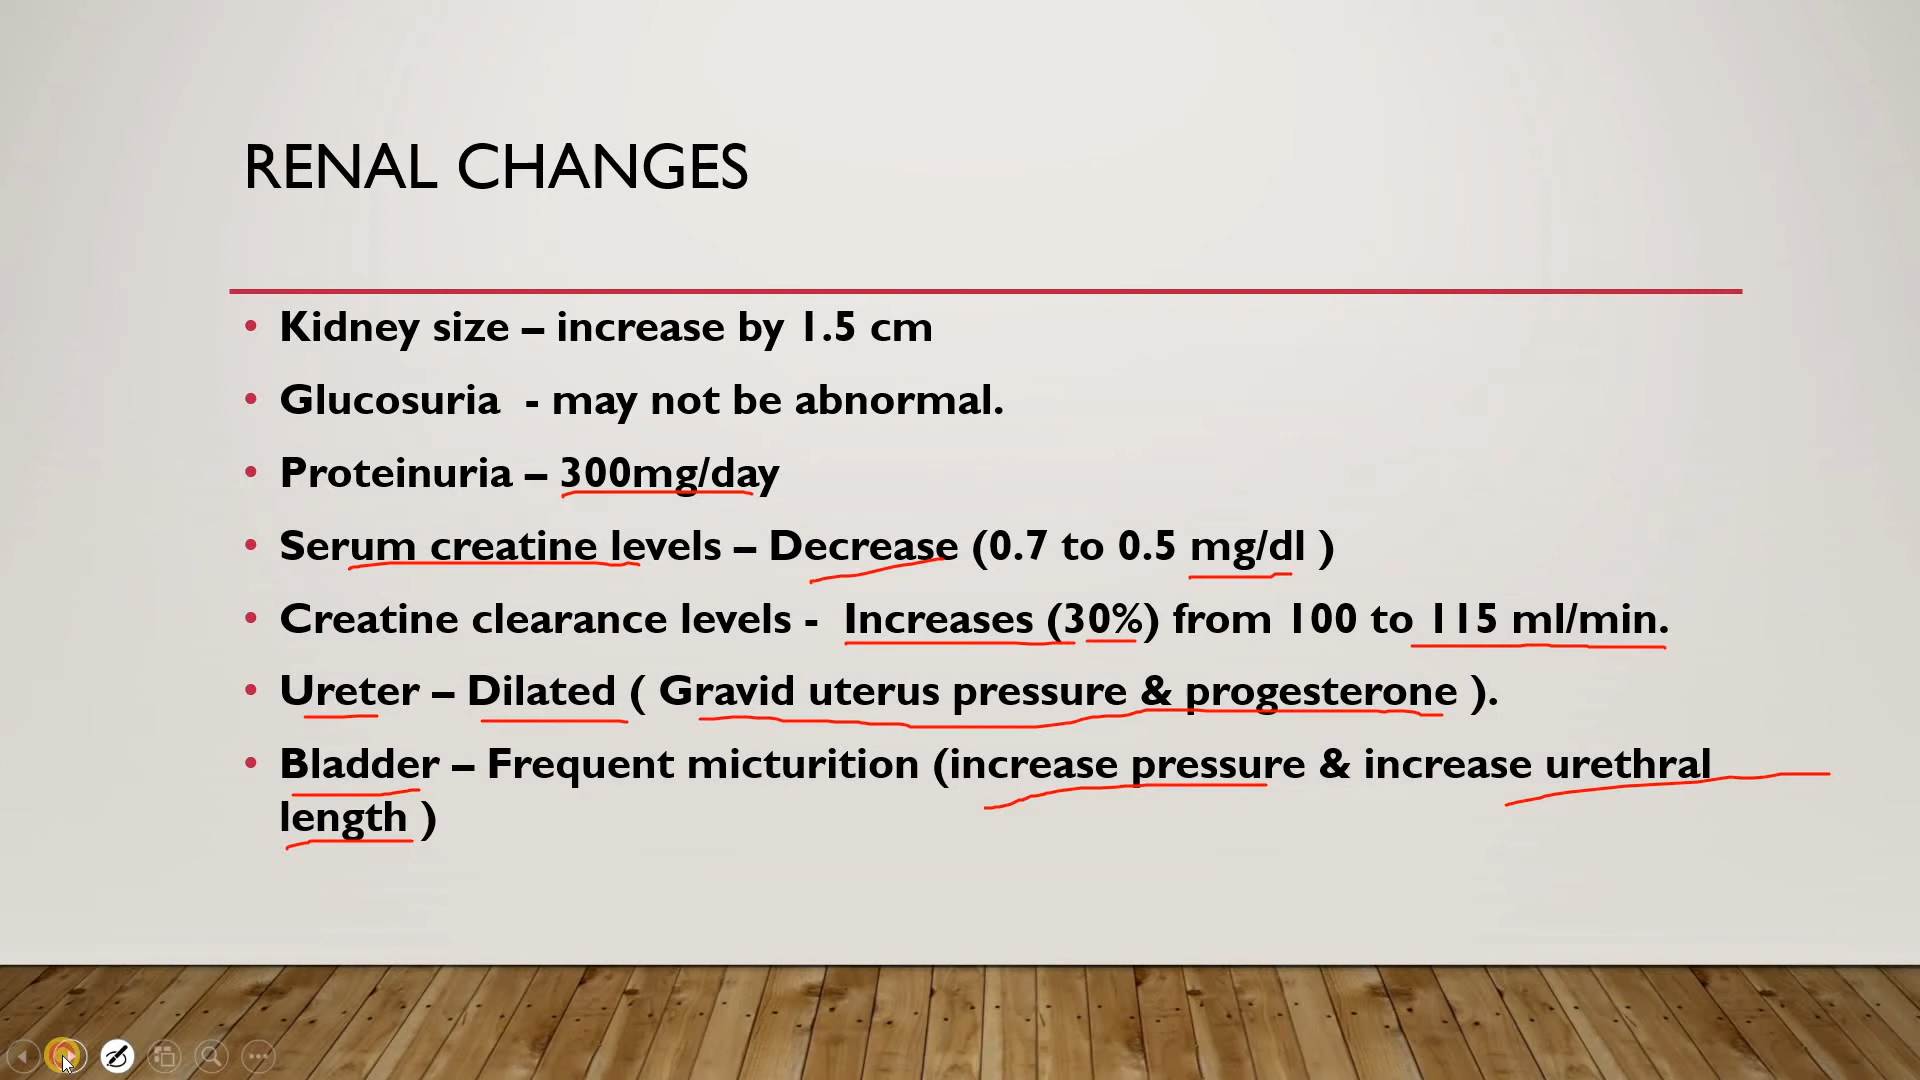 RENAL CHANGES
• Kidney size – increase by 1.5 cm
• Glucosuria - may not be abnormal.
• Proteinuria – 300mg/day
• Serum creatine levels – Decrease (0.7 to 0.5 mg/dl )
• Creatine clearance levels - Increases (30%) from 100 to 115 ml/min.
• Ureter – Dilated ( Gravid uterus pressure & progesterone ).
• Bladder – Frequent micturition (increase pressure & increase urethral
length )